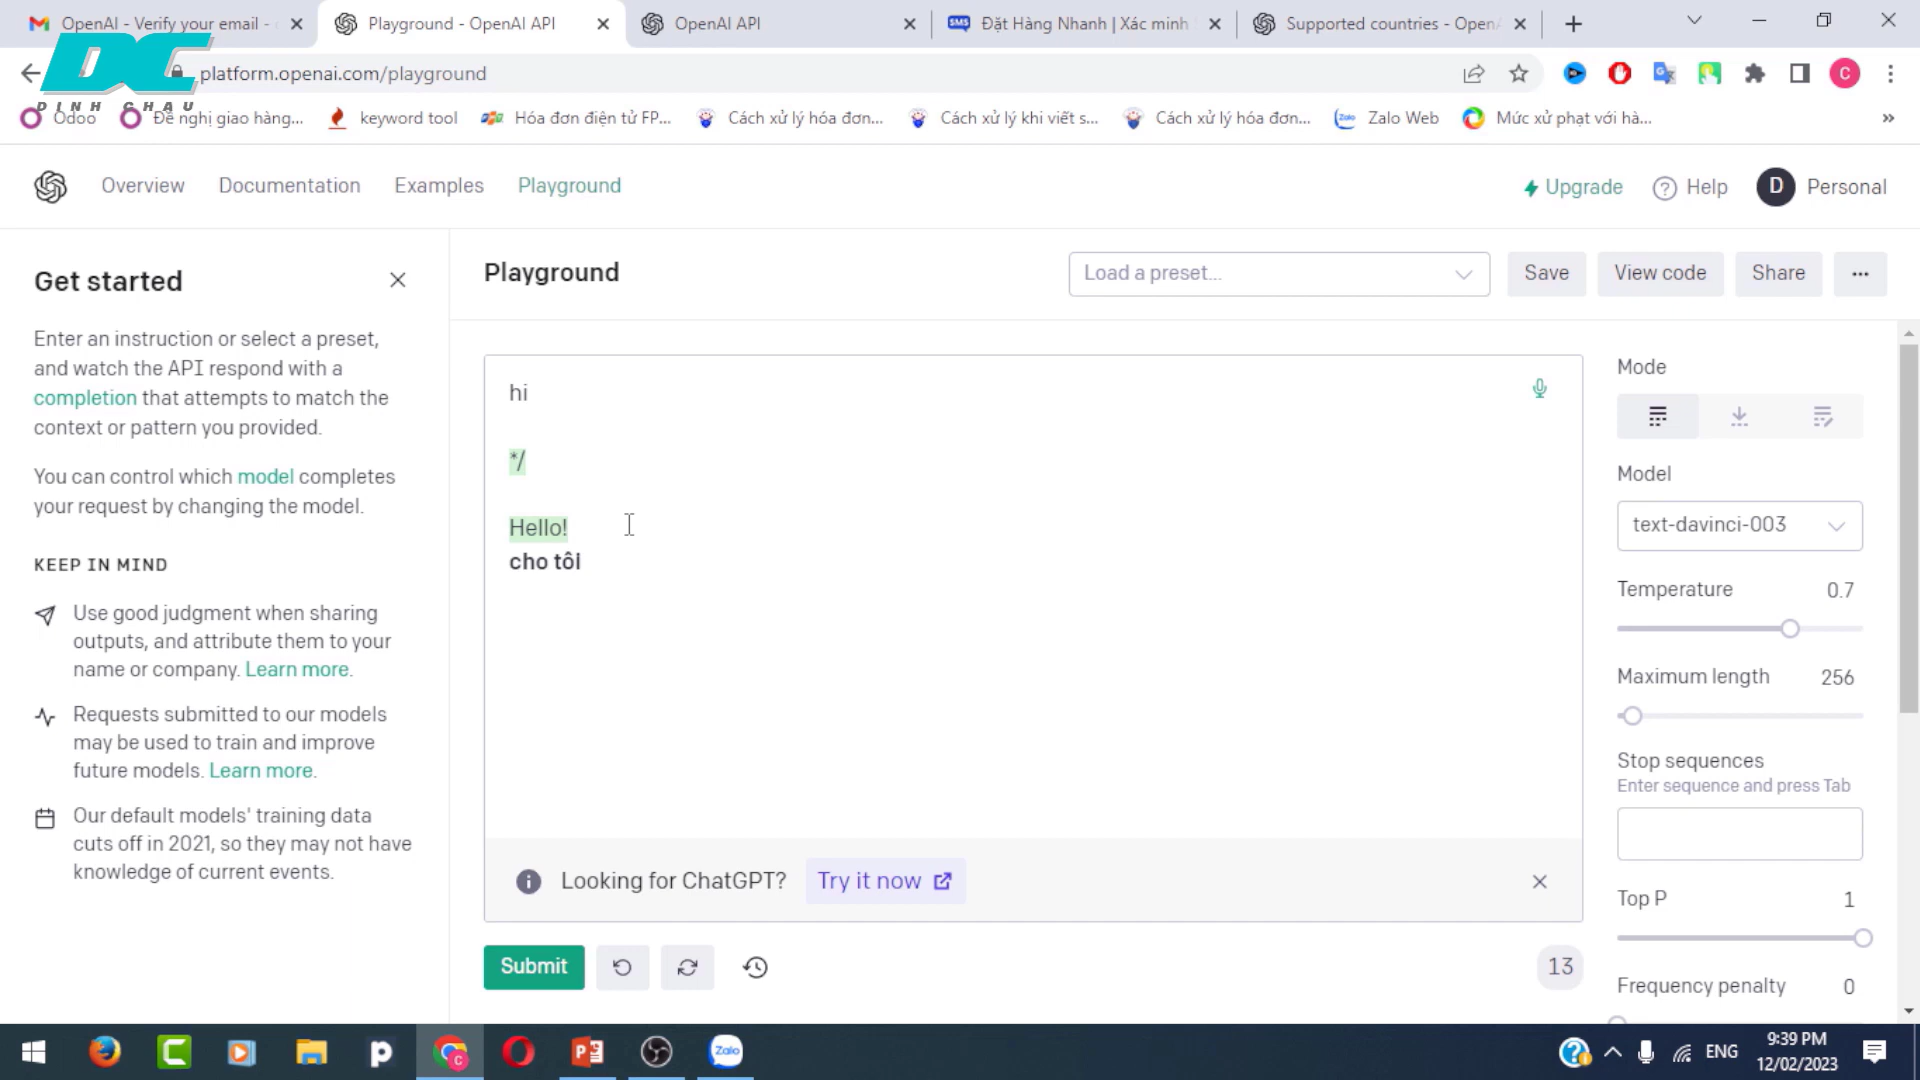 OpenAI - Verify your email -
Playground - OpenAI API
OpenAI API
SMS
Đặt Hàng Nhanh | Xác minh
Supported countries - OpenA
DC
DINH CHAU
platform.openai.com/playground
C
Odoo
Đề nghị giao hàng...
keyword tool
Hóa đơn điện tử FP...
Cách xử lý hóa đơn...
Cách xử lý khi viết s...
Cách xử lý hóa đơn...
Zalo Web
Mức xử phạt với hà...
»
Overview
Documentation
Examples
Playground
Upgrade
Help
D
Personal
Get started
Enter an instruction or select a preset,
and watch the API respond with a
completion that attempts to match the
context or pattern you provided.
You can control which model completes
your request by changing the model.
KEEP IN MIND
Use good judgment when sharing
outputs, and attribute them to your
name or company. Learn more.
Requests submitted to our models
may be used to train and improve
future models. Learn more.
Our default models' training data
cuts off in 2021, so they may not have
knowledge of current events.
Playground
Load a preset...
Save
View code
Share
...
hi
*/
Hello!
cho tôi
Looking for ChatGPT?
Try it now
Submit
13
Mode
Model
text-davinci-003
Temperature 0.7
Maximum length 256
Stop sequences
Enter sequence and press Tab
Top P 1
Frequency penalty 0
Zalo
ENG
9:39 PM
12/02/2023